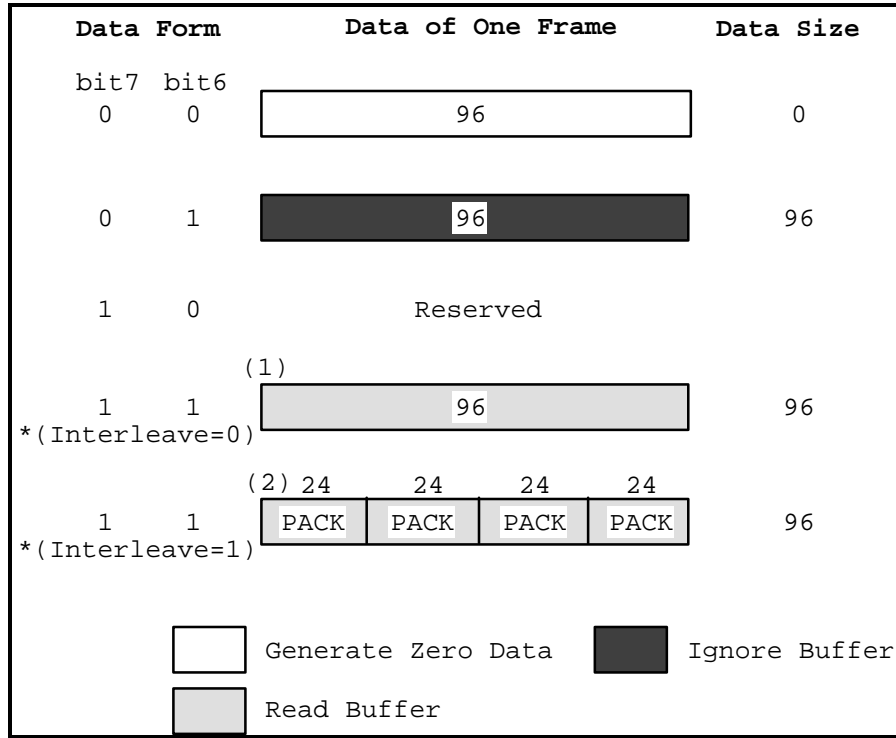 Data Form Data of One Frame Data Size
bit7 bit6
0 0 96 0
0 1 96 96
1 0 Reserved
(1)
1 1 96 96
*(Interleave=0)
(2) 24 24 24 24
1 1 PACK PACK PACK PACK 96
*(Interleave=1)
Generate Zero Data Ignore Buffer
Read Buffer